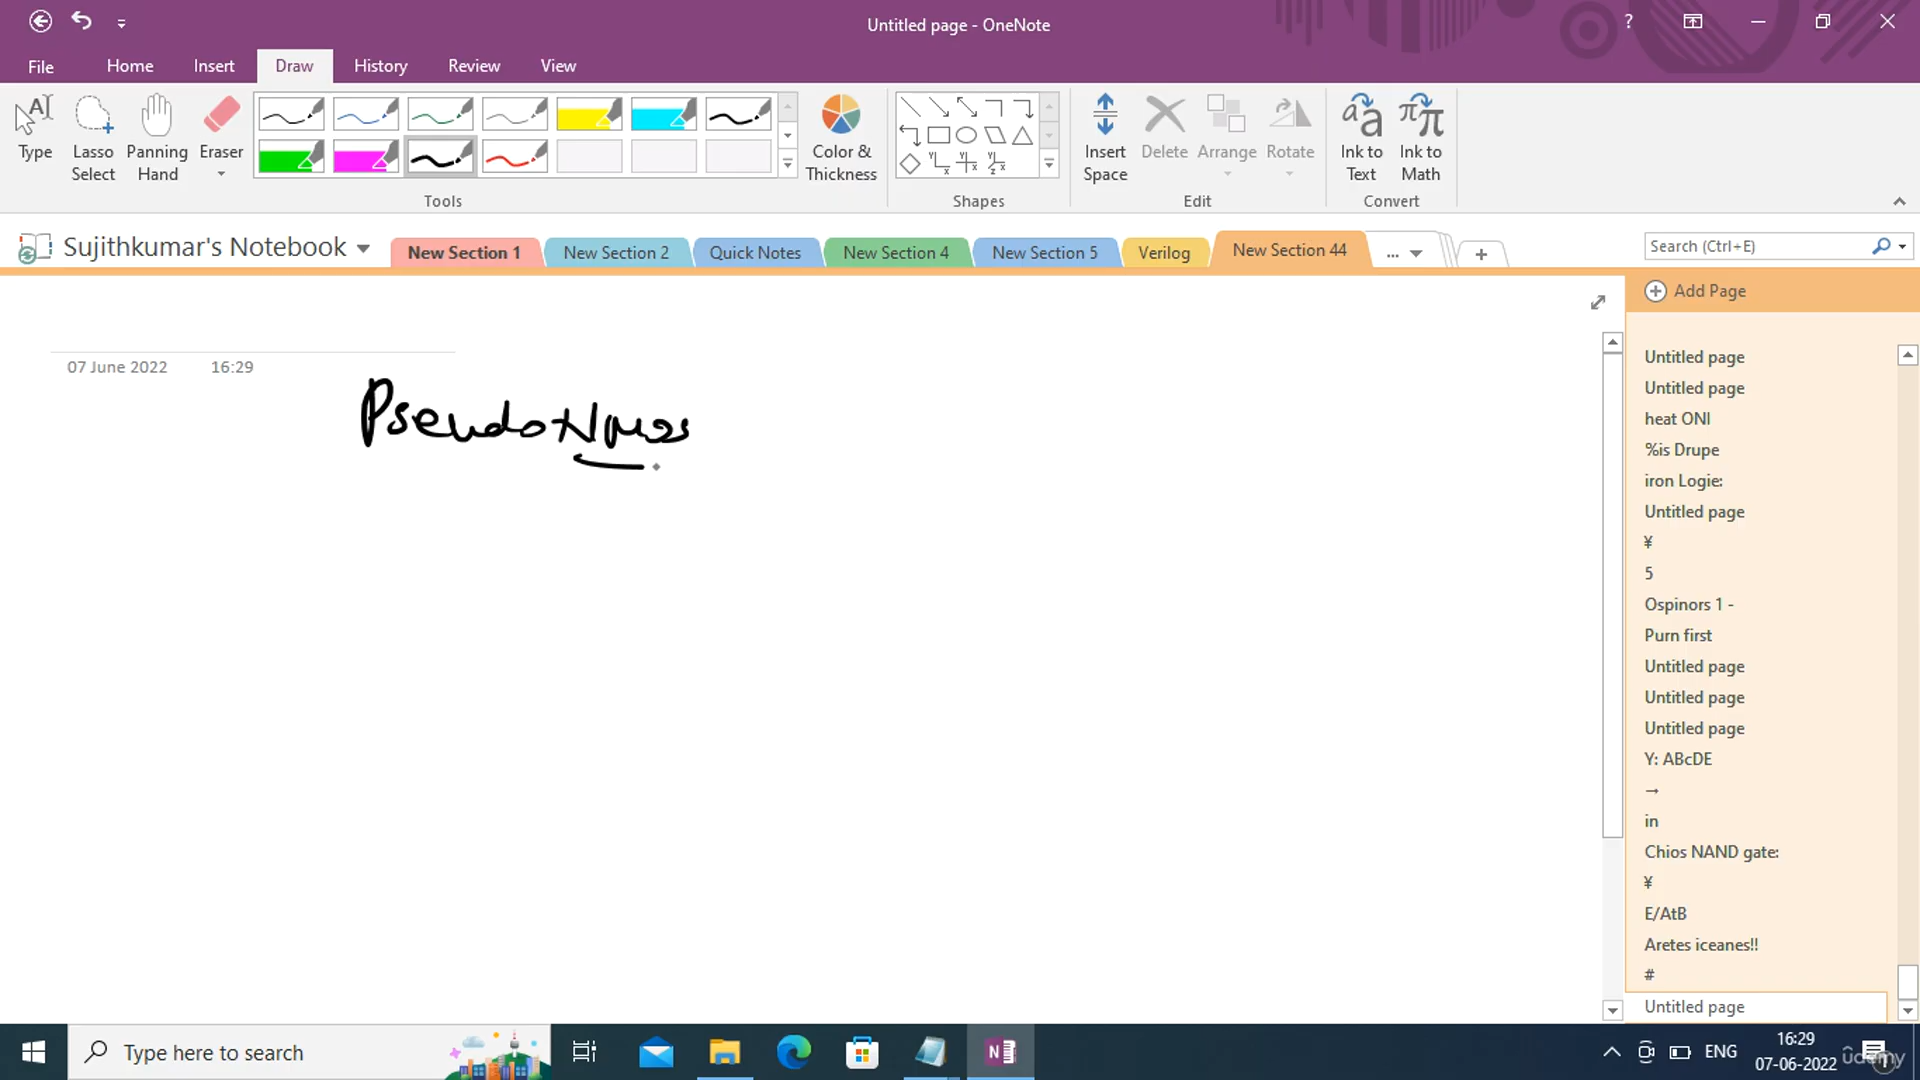 Untitled page - OneNote
?
File
Home
Insert
Draw
History
Review
View
Type
Lasso Select
Panning Hand
Eraser
Color & Thickness
Insert Space
Delete
Arrange
Rotate
Ink to Text
Ink to Math
Tools
Shapes
Edit
Convert
Sujithkumar's Notebook
New Section 1
New Section 2
Quick Notes
New Section 4
New Section 5
Verilog
New Section 44
...
Search (Ctrl+E)
Add Page
07 June 2022 16:29
Pseudo Nmos
Untitled page
Untitled page
heat ONI
%is Drupe
iron Logie:
Untitled page
¥
5
Ospinors 1 -
Purn first
Untitled page
Untitled page
Untitled page
Y: ABcDE
→
in
Chios NAND gate:
¥
E/AtB
Aretes iceanes!!
#
Untitled page
Type here to search
ENG
16:29
07-06-2022
udemy